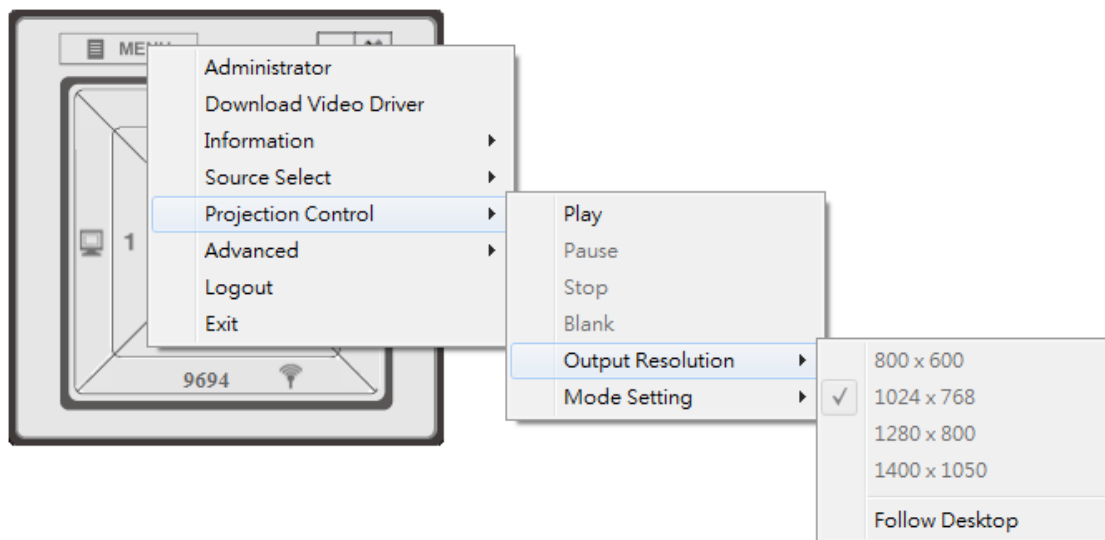 Administrator
Download Video Driver
Information
Source Select
Projection Control
Advanced
Logout
Exit
1
9694
Play
Pause
Stop
Blank
Output Resolution
Mode Setting
800 x 600
1024 x 768
1280 x 800
1400 x 1050
Follow Desktop